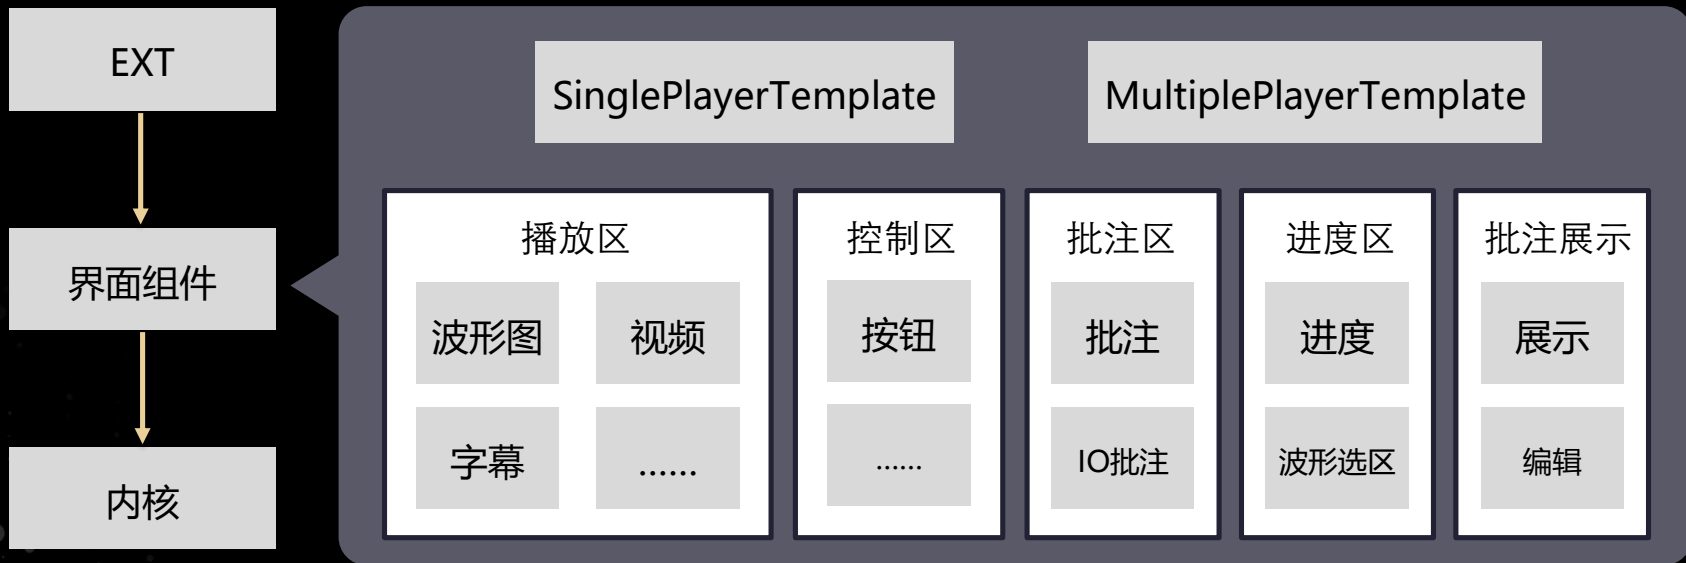 EXT
界面组件
内核
SinglePlayerTemplate
MultiplePlayerTemplate
播放区
波形图
视频
字幕
......
控制区
按钮
......
批注区
批注
IO批注
进度区
进度
波形选区
批注展示
展示
编辑